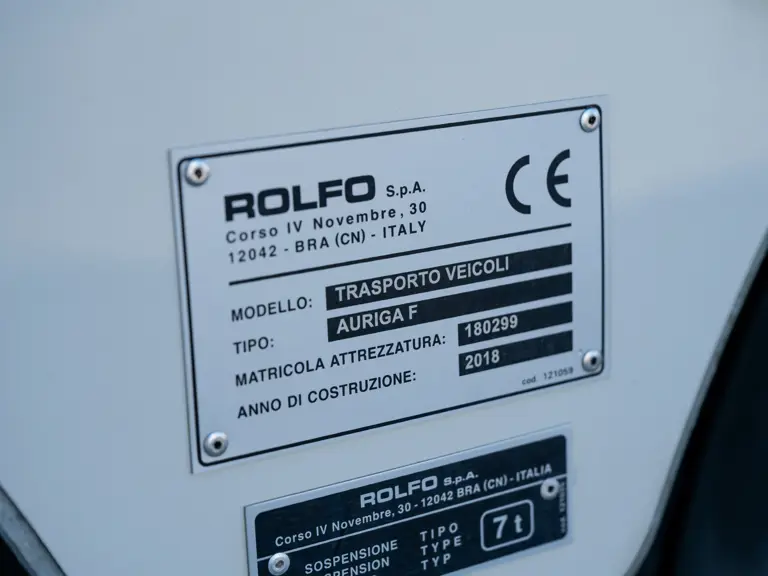 ROLFO S.p.A.
Corso IV Novembre, 30
12042 - BRA (CN) - ITALY
CE
MODELLO: TRASPORTO VEICOLI
TIPO: AURIGA F
MATRICOLA ATTREZZATURA: 180299
ANNO DI COSTRUZIONE: 2018
cod. 121059
ROLFO S.p.A.
Corso IV Novembre, 30 - 12042 BRA (CN) - ITALIA
SOSPENSIONE TIPO
TYPE
TYP
7 t